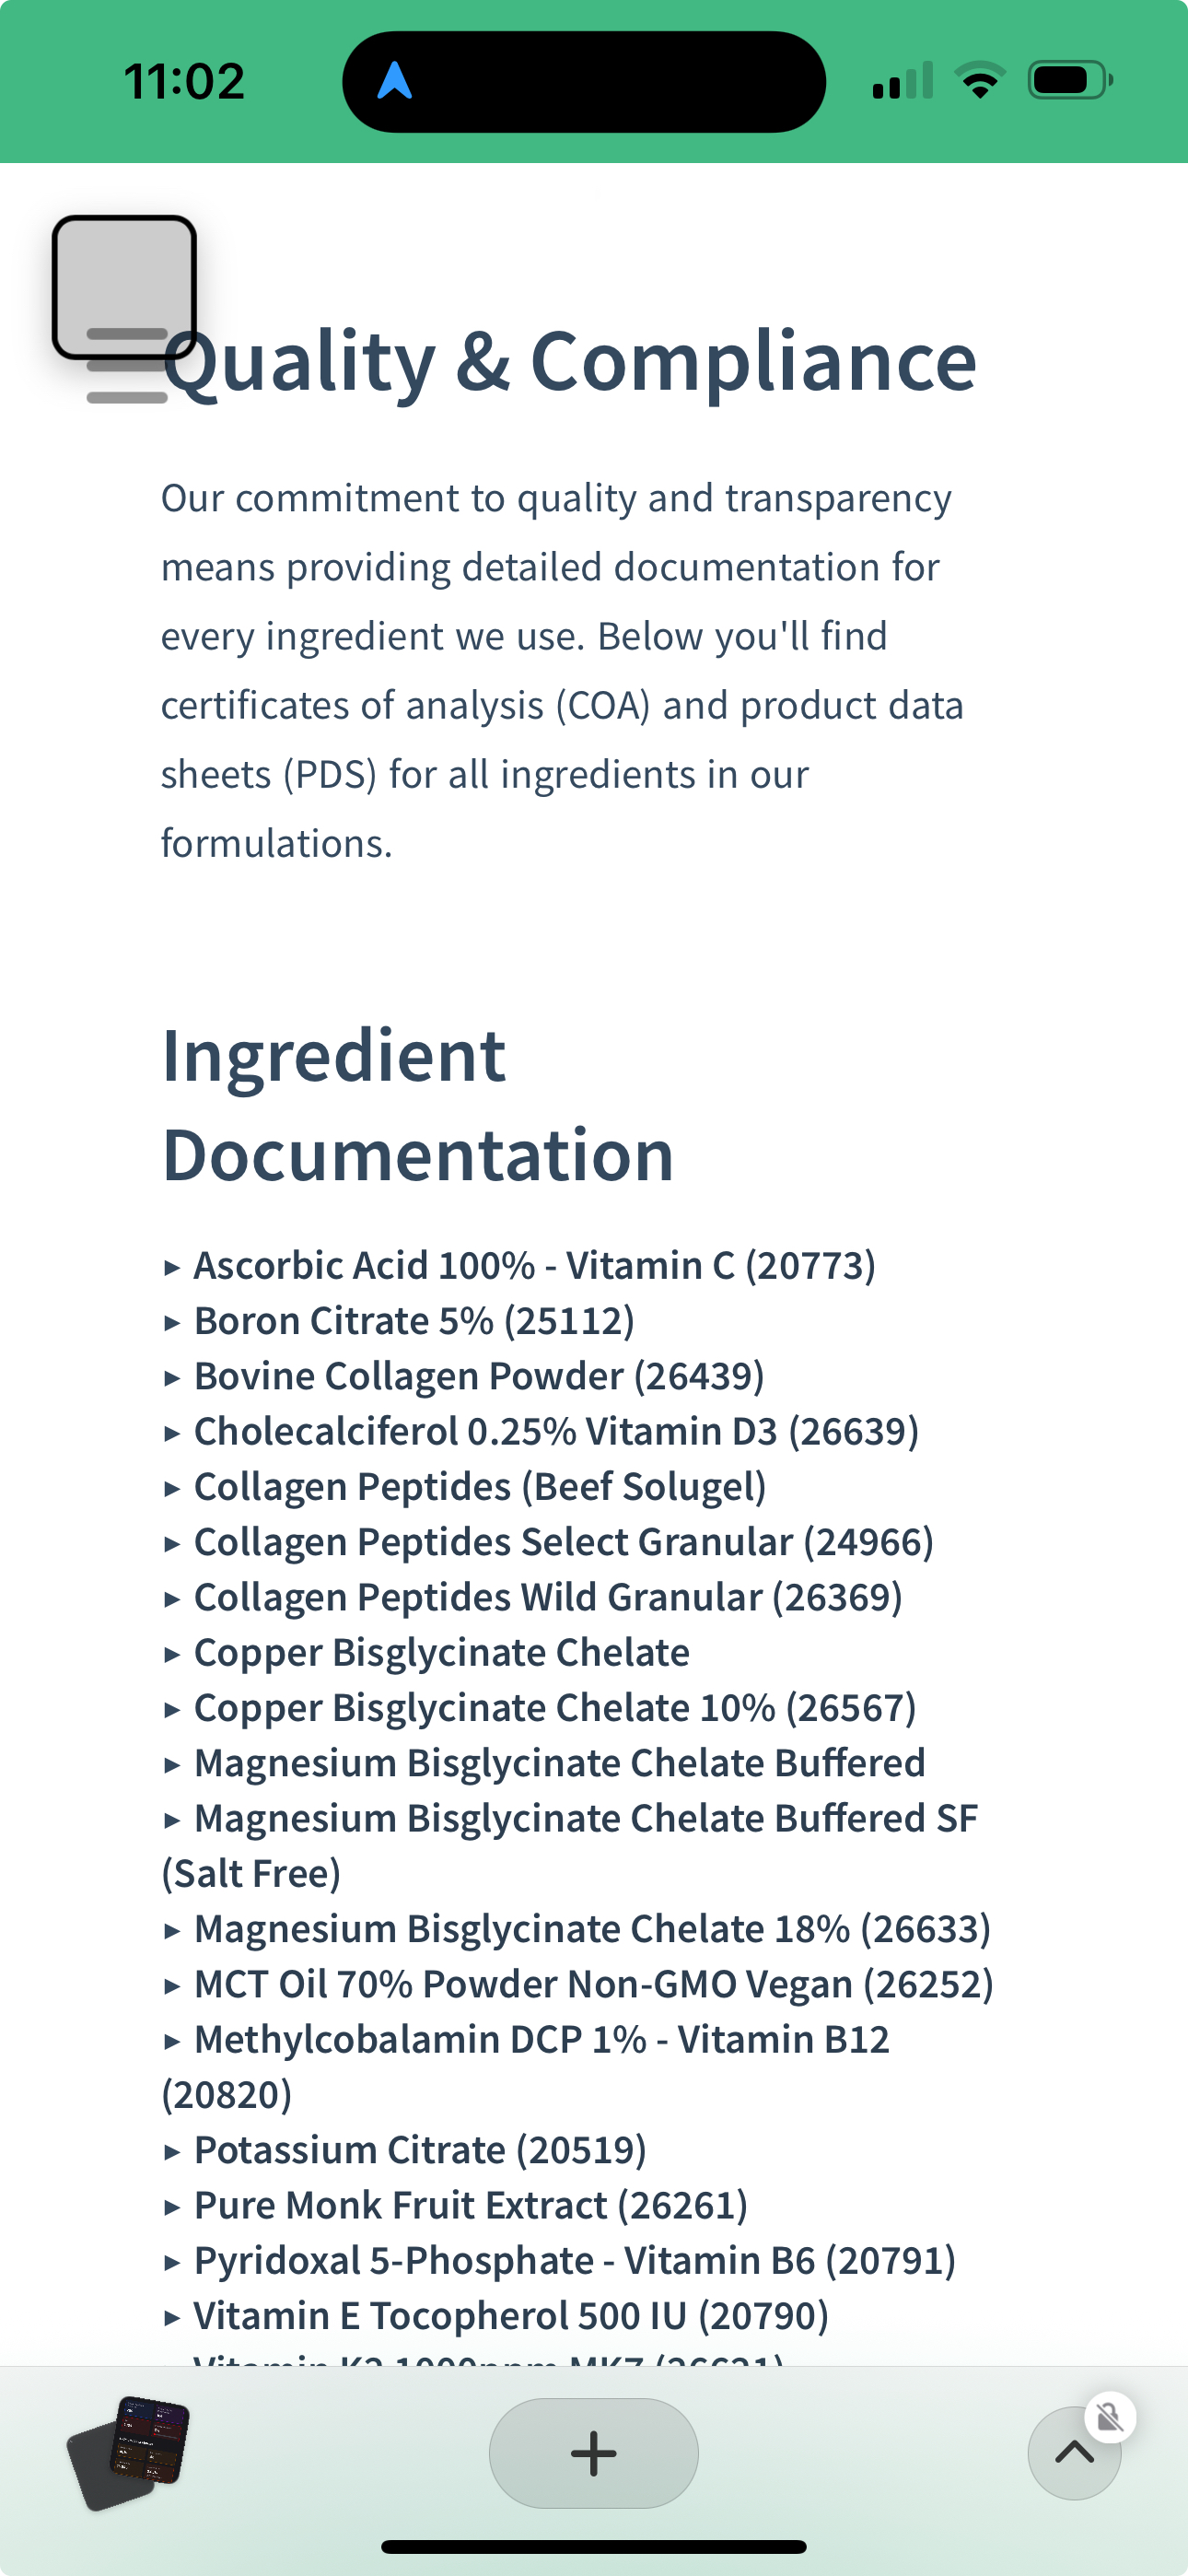 11:02
Quality & Compliance
Our commitment to quality and transparency
means providing detailed documentation for
every ingredient we use. Below you'll find
certificates of analysis (COA) and product data
sheets (PDS) for all ingredients in our
formulations.
Ingredient
Documentation
▸ Ascorbic Acid 100% - Vitamin C (20773)
▸ Boron Citrate 5% (25112)
▸ Bovine Collagen Powder (26439)
▸ Cholecalciferol 0.25% Vitamin D3 (26639)
▸ Collagen Peptides (Beef Solugel)
▸ Collagen Peptides Select Granular (24966)
▸ Collagen Peptides Wild Granular (26369)
▸ Copper Bisglycinate Chelate
▸ Copper Bisglycinate Chelate 10% (26567)
▸ Magnesium Bisglycinate Chelate Buffered
▸ Magnesium Bisglycinate Chelate Buffered SF
(Salt Free)
▸ Magnesium Bisglycinate Chelate 18% (26633)
▸ MCT Oil 70% Powder Non-GMO Vegan (26252)
▸ Methylcobalamin DCP 1% - Vitamin B12
(20820)
▸ Potassium Citrate (20519)
▸ Pure Monk Fruit Extract (26261)
▸ Pyridoxal 5-Phosphate - Vitamin B6 (20791)
▸ Vitamin E Tocopherol 500 IU (20790)
Vitamin K2 1000ppm MK7